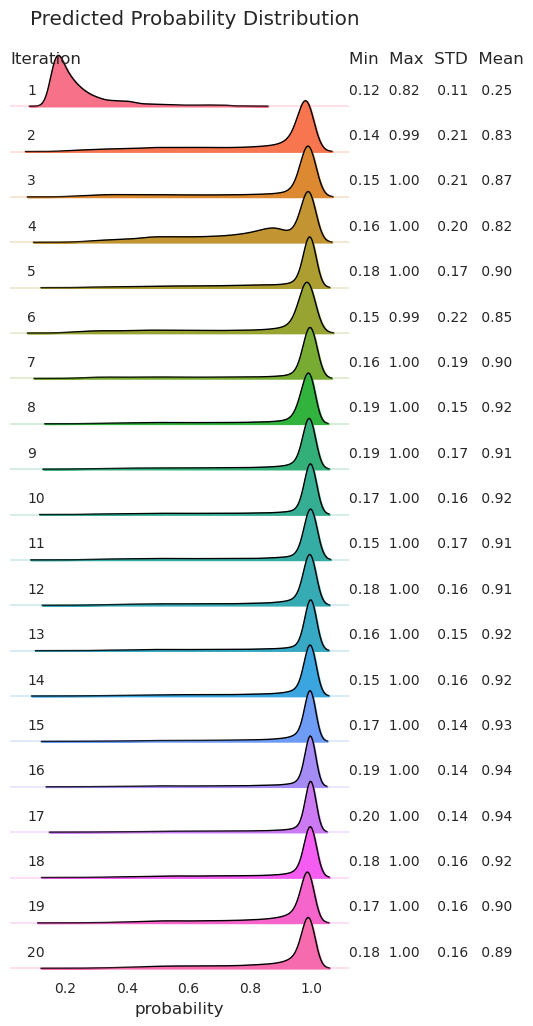 Predicted Probability Distribution
Iteration Min Max STD Mean
1 0.12 0.82 0.11 0.25
2 0.14 0.99 0.21 0.83
3 0.15 1.00 0.21 0.87
4 0.16 1.00 0.20 0.82
5 0.18 1.00 0.17 0.90
6 0.15 0.99 0.22 0.85
7 0.16 1.00 0.19 0.90
8 0.19 1.00 0.15 0.92
9 0.19 1.00 0.17 0.91
10 0.17 1.00 0.16 0.92
11 0.15 1.00 0.17 0.91
12 0.18 1.00 0.16 0.91
13 0.16 1.00 0.15 0.92
14 0.15 1.00 0.16 0.92
15 0.17 1.00 0.14 0.93
16 0.19 1.00 0.14 0.94
17 0.20 1.00 0.14 0.94
18 0.18 1.00 0.16 0.92
19 0.17 1.00 0.16 0.90
20 0.18 1.00 0.16 0.89
0.2 0.4 0.6 0.8 1.0
probability